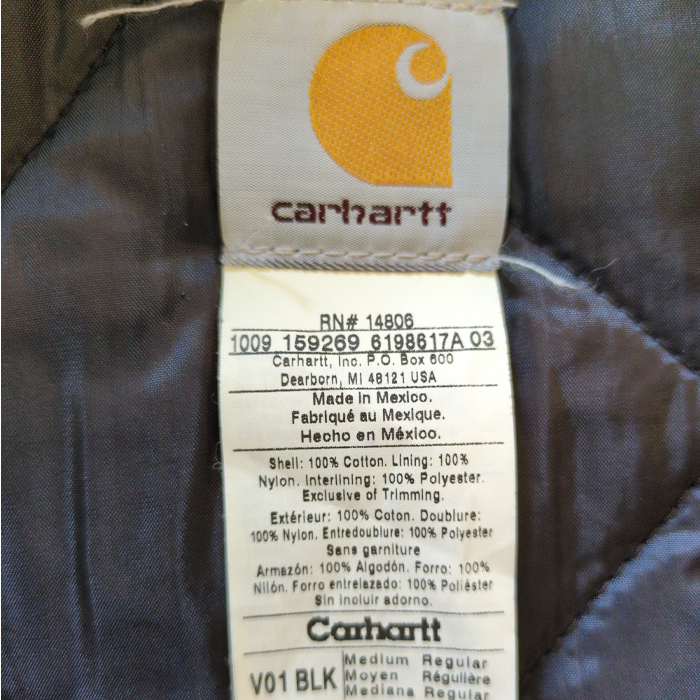 carhartt
RN# 14806
1009 159269 6198617A 03
Carhartt, Inc. P.O. Box 600
Dearborn, MI 48121 USA
Made in Mexico.
Fabriqué au Mexique.
Hecho en México.
Shell: 100% Cotton. Lining: 100%
Nylon. Interlining: 100% Polyester.
Exclusive of Trimming.
Extérieur: 100% Coton. Doublure:
100% Nylon. Entredoublure: 100% Polyester
Sans garniture
Armazón: 100% Algodón. Forro: 100%
Nilón. Forro entrelazado: 100% Poliéster
Sin incluir adorno.
Carhartt
V01 BLK
Medium Regular
Moyen Régulière
Mediana Regular